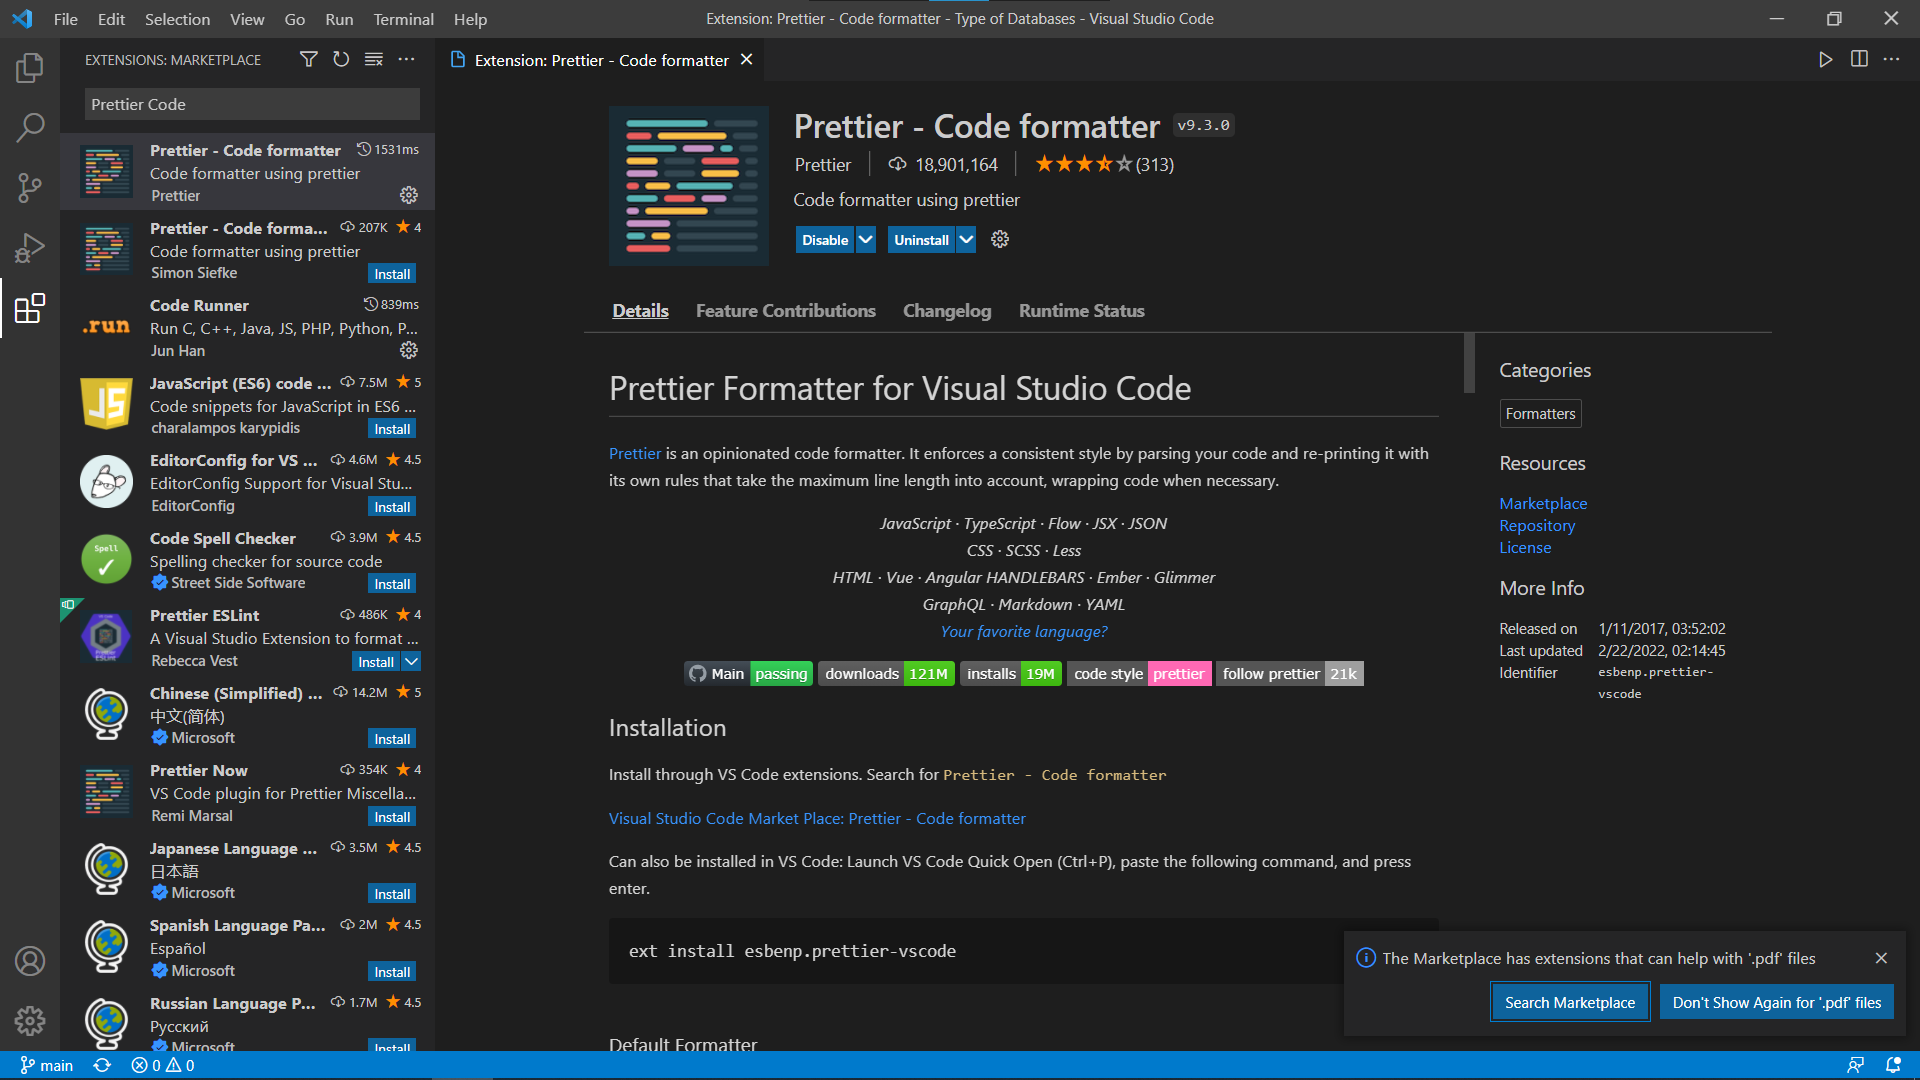 File Edit Selection View Go Run Terminal Help
Extension: Prettier - Code formatter - Type of Databases - Visual Studio Code
EXTENSIONS: MARKETPLACE
Prettier Code
Prettier - Code formatter 1531ms
Code formatter using prettier
Prettier
Prettier - Code forma... 207K 4
Code formatter using prettier
Simon Siefke Install
.run
Code Runner 839ms
Run C, C++, Java, JS, PHP, Python, P...
Jun Han
JS
JavaScript (ES6) code ... 7.5M 5
Code snippets for JavaScript in ES6 ...
charalampos karypidis Install
EditorConfig for VS ... 4.6M 4.5
EditorConfig Support for Visual Stu...
EditorConfig Install
Spell
Code Spell Checker 3.9M 4.5
Spelling checker for source code
Street Side Software Install
Prettier ESLint 486K 4
A Visual Studio Extension to format ...
Rebecca Vest Install
Chinese (Simplified) ... 14.2M 5
中文(简体)
Microsoft Install
Prettier Now 354K 4
VS Code plugin for Prettier Miscella...
Remi Marsal Install
Japanese Language ... 3.5M 4.5
日本語
Microsoft Install
Spanish Language Pa... 2M 4.5
Español
Microsoft Install
Russian Language P... 1.7M 4.5
Русский
Microsoft Install
Extension: Prettier - Code formatter
Prettier - Code formatter v9.3.0
Prettier 18,901,164 (313)
Code formatter using prettier
Disable Uninstall
Details Feature Contributions Changelog Runtime Status
Prettier Formatter for Visual Studio Code
Prettier is an opinionated code formatter. It enforces a consistent style by parsing your code and re-printing it with
its own rules that take the maximum line length into account, wrapping code when necessary.
JavaScript · TypeScript · Flow · JSX · JSON
CSS · SCSS · Less
HTML · Vue · Angular HANDLEBARS · Ember · Glimmer
GraphQL · Markdown · YAML
Your favorite language?
Main passing downloads 121M installs 19M code style prettier follow prettier 21k
Installation
Install through VS Code extensions. Search for Prettier - Code formatter
Visual Studio Code Market Place: Prettier - Code formatter
Can also be installed in VS Code: Launch VS Code Quick Open (Ctrl+P), paste the following command, and press
enter.
ext install esbenp.prettier-vscode
Default Formatter
Categories
Formatters
Resources
Marketplace
Repository
License
More Info
Released on 1/11/2017, 03:52:02
Last updated 2/22/2022, 02:14:45
Identifier esbenp.prettier-
vscode
The Marketplace has extensions that can help with '.pdf' files
Search Marketplace Don't Show Again for '.pdf' files
main 0 0